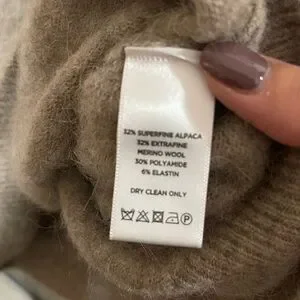 32% SUPERFINE ALPACA
32% EXTRAFINE
MERINO WOOL
30% POLYAMIDE
6% ELASTIN
DRY CLEAN ONLY
P